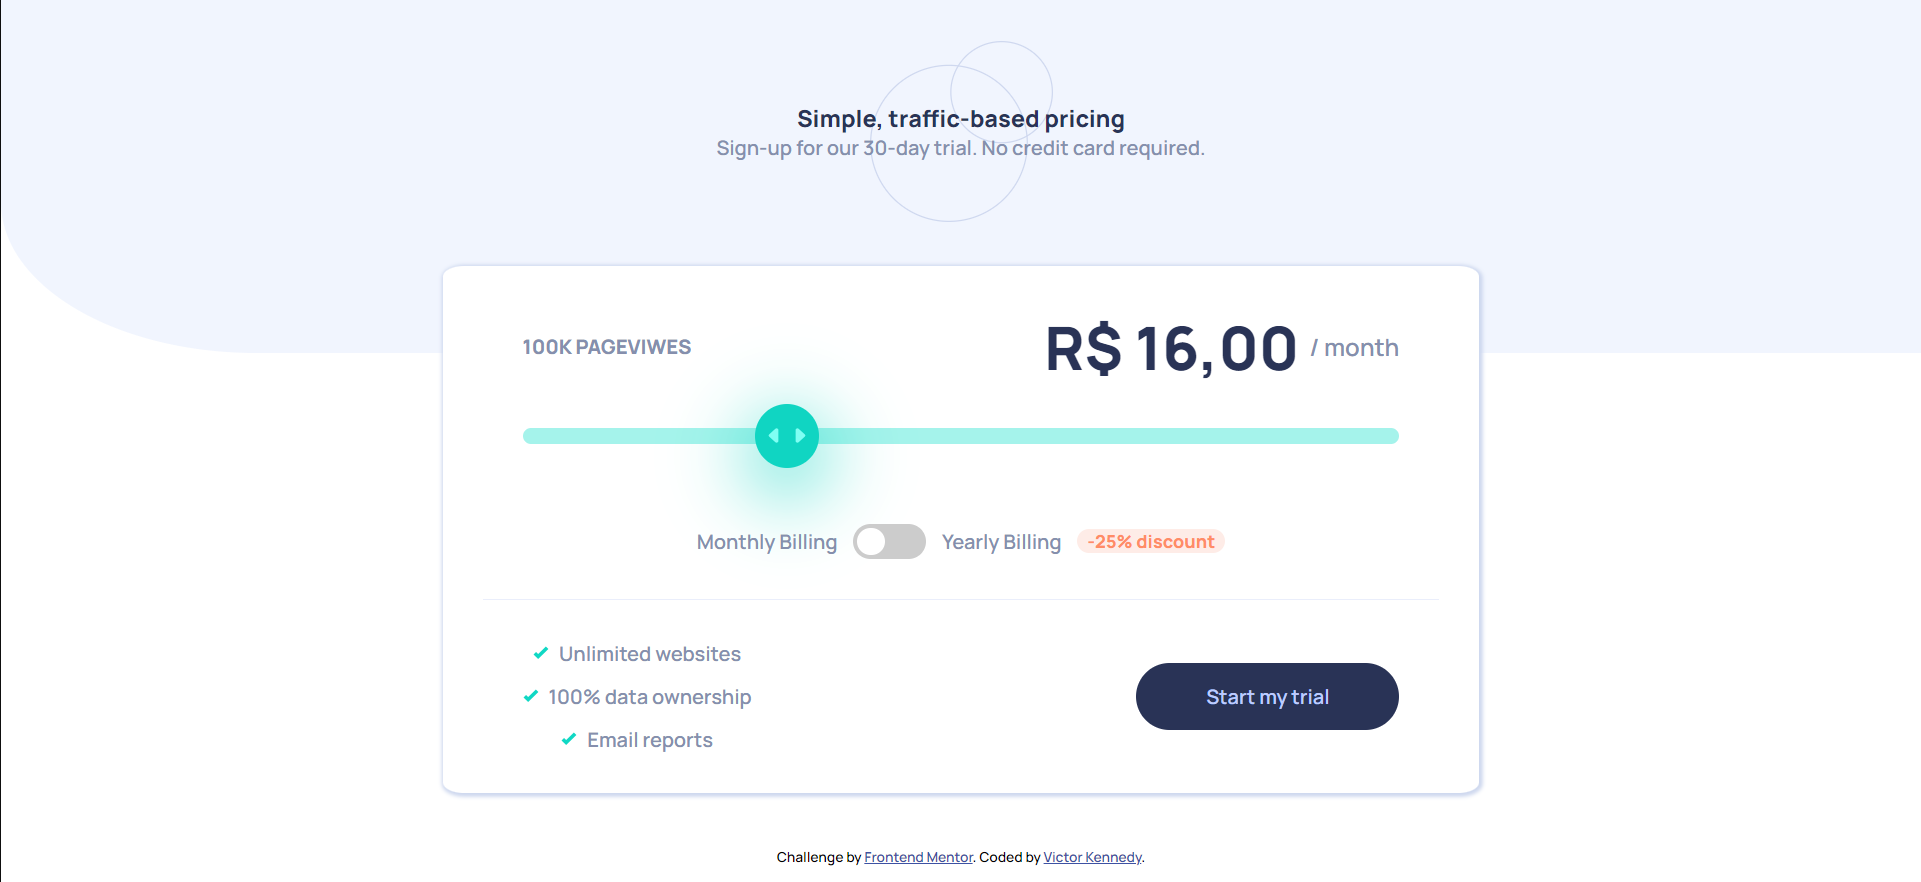 Simple, traffic-based pricing
Sign-up for our 30-day trial. No credit card required.
100K PAGEVIWES
R$ 16,00 / month
Monthly Billing Yearly Billing -25% discount
Unlimited websites
100% data ownership
Email reports
Start my trial
Challenge by Frontend Mentor. Coded by Victor Kennedy.